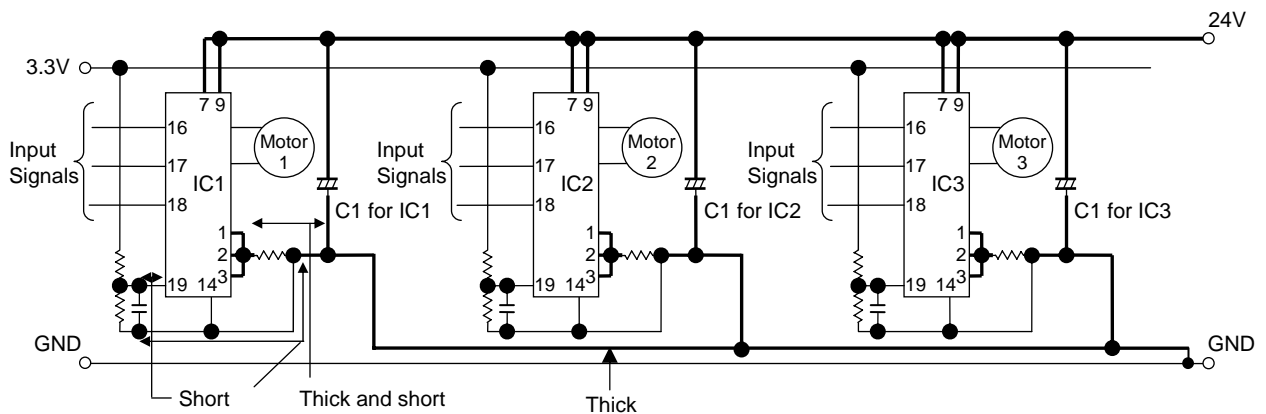 24V
3.3V
7 9
7 9
7 9
Input
Signals
16
17
18
IC1
Motor
1
C1 for IC1
1
2
3
19
14
Input
Signals
16
17
18
IC2
Motor
2
C1 for IC2
1
2
3
19
14
Input
Signals
16
17
18
IC3
Motor
3
C1 for IC3
1
2
3
19
14
GND
GND
Short
Thick and short
Thick